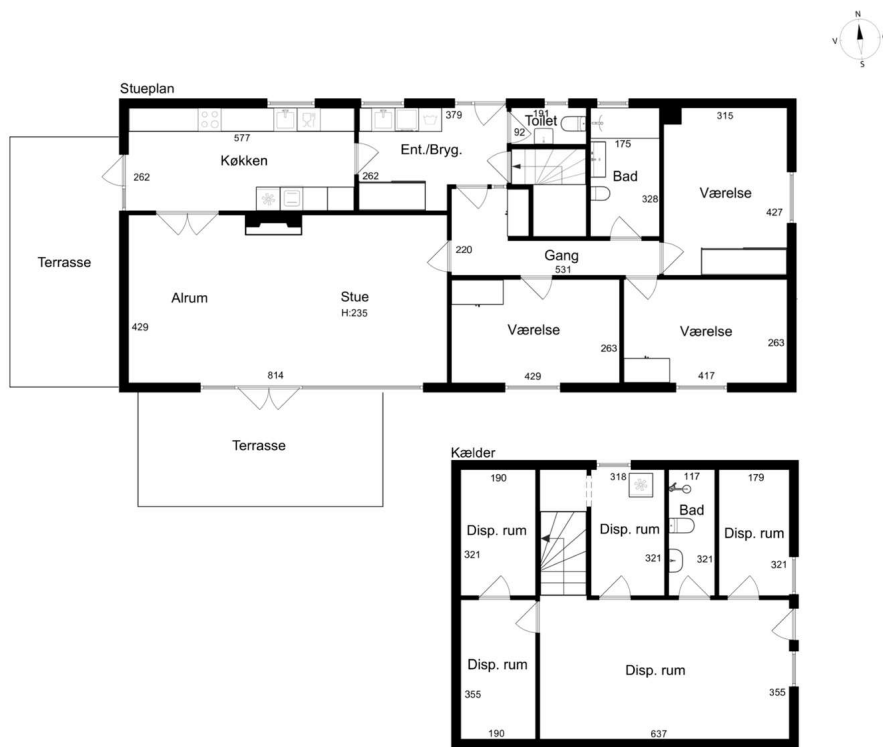 N
V
S
Stueplan
577
Køkken
262
379
Ent./Bryg.
262
191
Toilet
92
175
Bad
328
315
Værelse
427
Terrasse
Alrum
Stue
H:235
429
814
220
Gang
531
Værelse
263
429
Værelse
263
417
Terrasse
Kælder
190
Disp. rum
321
318
Disp. rum
321
117
Bad
321
179
Disp. rum
321
Disp. rum
355
190
Disp. rum
355
637